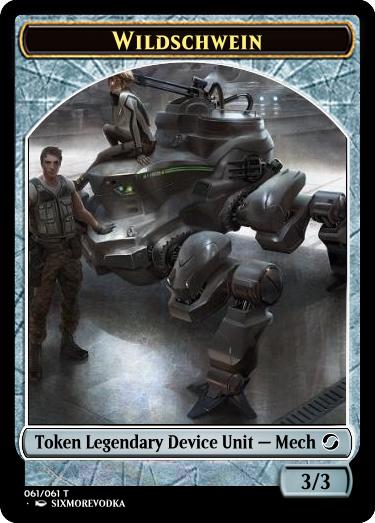 Wildschwein
Token Legendary Device Unit — Mech
3/3
061/061 T
· SIXMOREVODKA